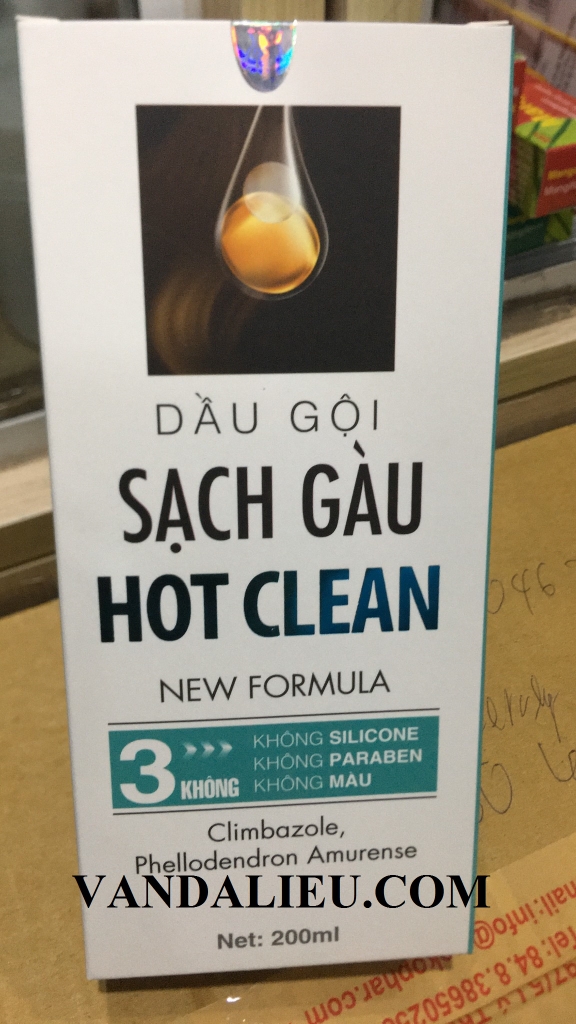 DẦU GỘI
SẠCH GÀU
HOT CLEAN
NEW FORMULA
3 KHÔNG
KHÔNG SILICONE
KHÔNG PARABEN
KHÔNG MÀU
Climbazole,
Phellodendron Amurense
VANDALIEU.COM
Net: 200ml
046